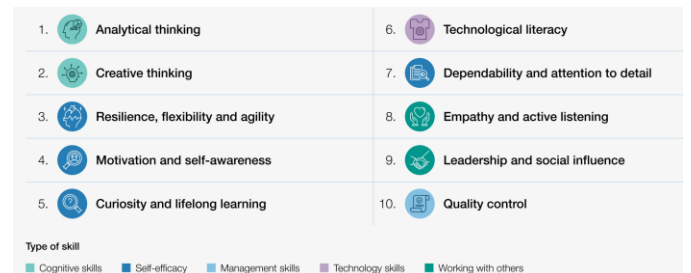 1. Analytical thinking
2. Creative thinking
3. Resilience, flexibility and agility
4. Motivation and self-awareness
5. Curiosity and lifelong learning
6. Technological literacy
7. Dependability and attention to detail
8. Empathy and active listening
9. Leadership and social influence
10. Quality control
Type of skill
Cognitive skills Self-efficacy Management skills Technology skills Working with others